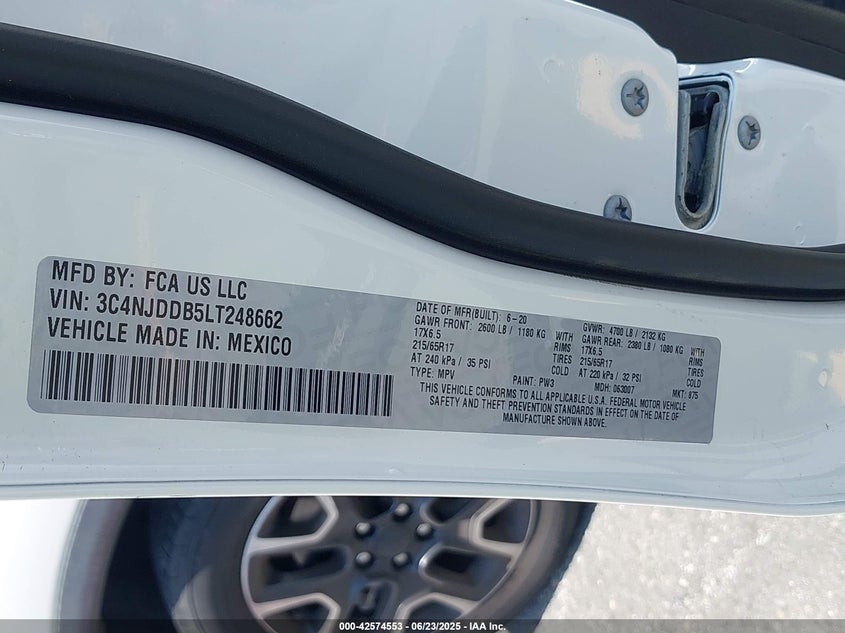 MFD BY: FCA US LLC
VIN: 3C4NJDDB5LT248662
VEHICLE MADE IN: MEXICO
DATE OF MFR(BUILT): 6-20
GAWR FRONT: 2600 LB / 1180 KG WITH
17X6.5 RIMS
215/65R17 TIRES
AT 240 kPa / 35 PSI COLD
TYPE: MPV PAINT: PW3
GVWR: 4700 LB / 2132 KG
GAWR REAR: 2380 LB / 1080 KG WITH
17X6.5 RIMS
215/65R17 TIRES
AT 220 kPa / 32 PSI COLD
MDH: 063007 MKT: 875
THIS VEHICLE CONFORMS TO ALL APPLICABLE U.S.A. FEDERAL MOTOR VEHICLE
SAFETY AND THEFT PREVENTION STANDARDS IN EFFECT ON THE DATE OF
MANUFACTURE SHOWN ABOVE.
000-42574553 - 06/23/2025 - IAA, Inc.